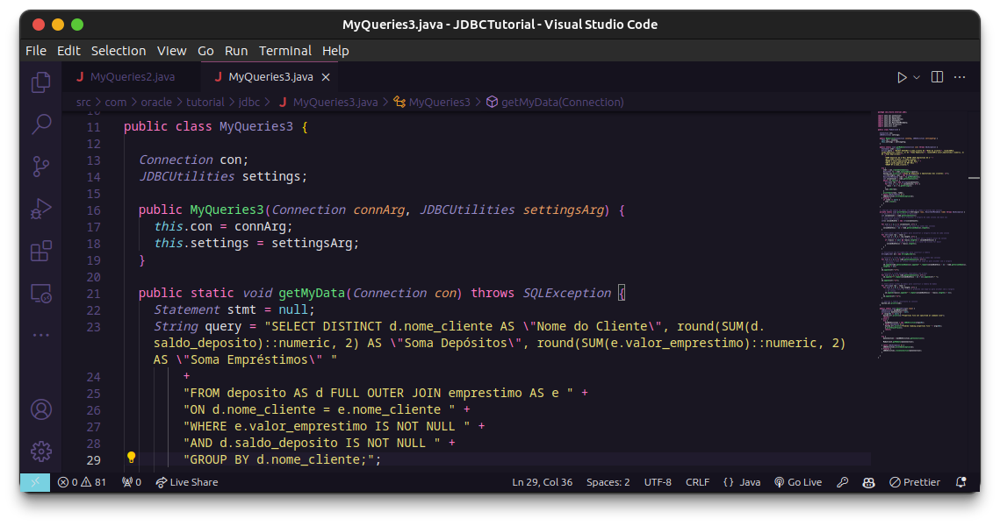 MyQueries3.java - JDBCTutorial - Visual Studio Code
File Edit Selection View Go Run Terminal Help
J MyQueries2.java J MyQueries3.java ×
src > com > oracle > tutorial > jdbc > J MyQueries3.java > MyQueries3 > getMyData(Connection)
10
11 public class MyQueries3 {
12
13 Connection con;
14 JDBCUtilities settings;
15
16 public MyQueries3(Connection connArg, JDBCUtilities settingsArg) {
17 this.con = connArg;
18 this.settings = settingsArg;
19 }
20
21 public static void getMyData(Connection con) throws SQLException {
22 Statement stmt = null;
23 String query = "SELECT DISTINCT d.nome_cliente AS \"Nome do Cliente\", round(SUM(d.
saldo_deposito)::numeric, 2) AS \"Soma Depósitos\", round(SUM(e.valor_emprestimo)::numeric, 2)
AS \"Soma Empréstimos\" "
24 +
25 "FROM deposito AS d FULL OUTER JOIN emprestimo AS e " +
26 "ON d.nome_cliente = e.nome_cliente " +
27 "WHERE e.valor_emprestimo IS NOT NULL " +
28 "AND d.saldo_deposito IS NOT NULL " +
29 "GROUP BY d.nome_cliente;";
0 81 0 Live Share Ln 29, Col 36 Spaces: 2 UTF-8 CRLF {} Java Go Live Prettier